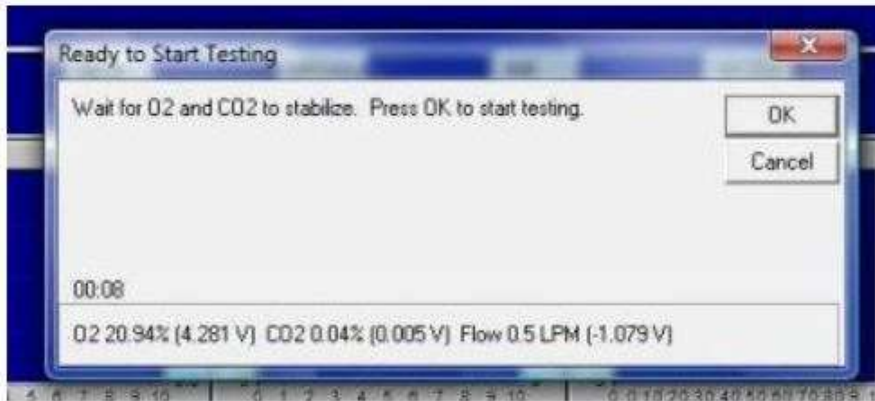 Ready to Start Testing
Wait for O2 and CO2 to stabilize. Press OK to start testing.
OK
Cancel
00:08
O2 20.94% (4.281 V) CO2 0.04% (0.005 V) Flow 0.5 LPM (-1.079 V)